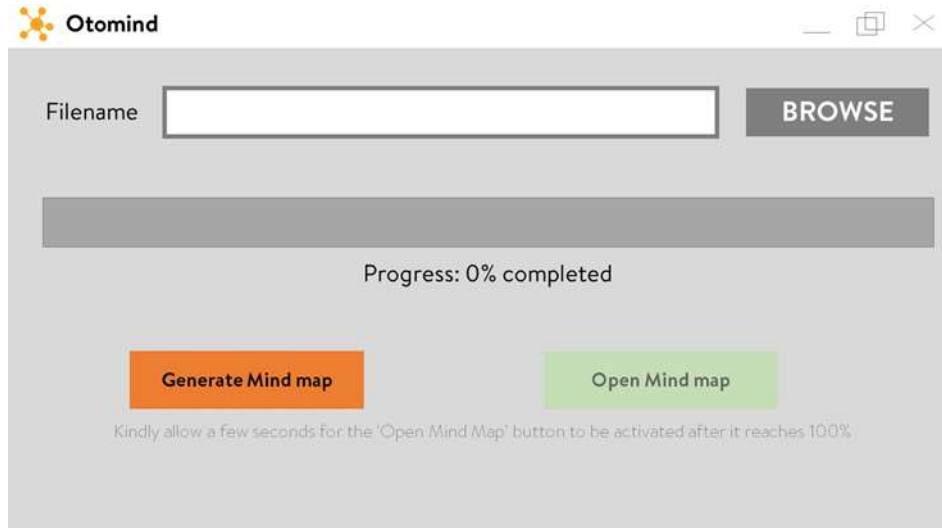 Otomind
Filename
BROWSE
Progress: 0% completed
Generate Mind map
Open Mind map
Kindly allow a few seconds for the 'Open Mind Map' button to be activated after it reaches 100%